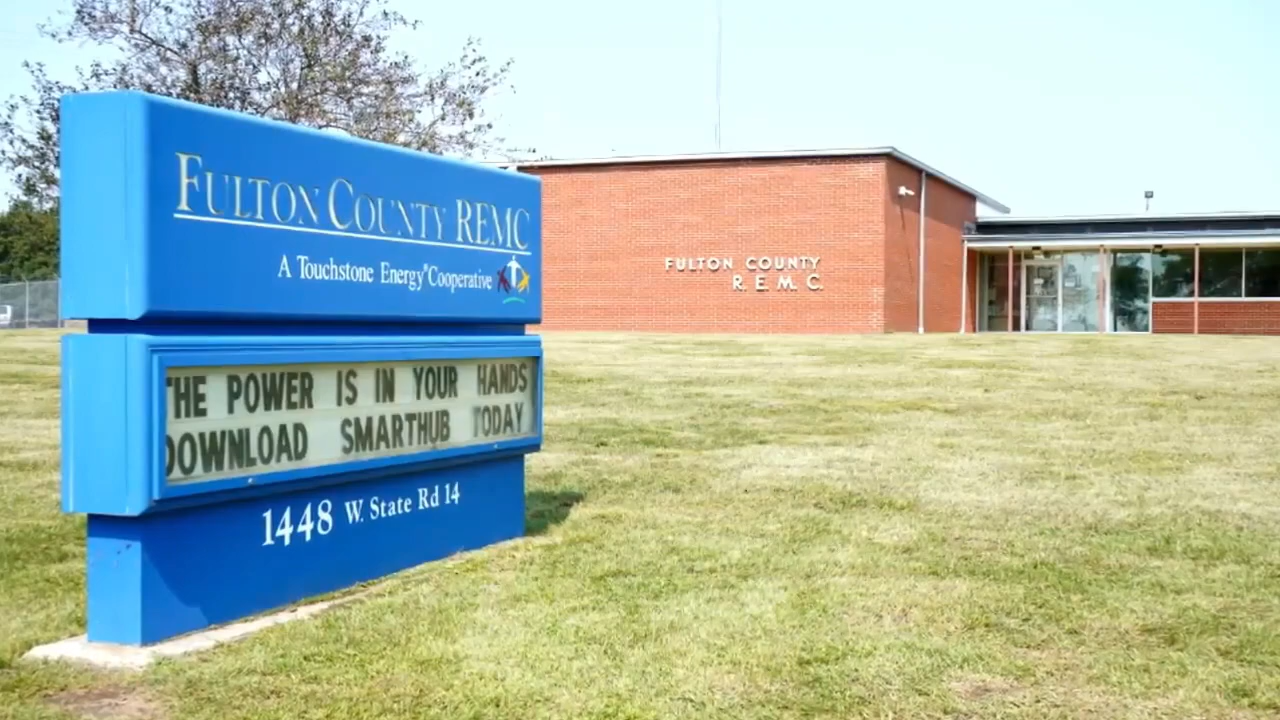 FULTON COUNTY REMC
A Touchstone Energy® Cooperative
THE POWER IS IN YOUR HANDS
DOWNLOAD SMARTHUB TODAY
1448 W. State Rd 14
FULTON COUNTY
R. E. M. C.